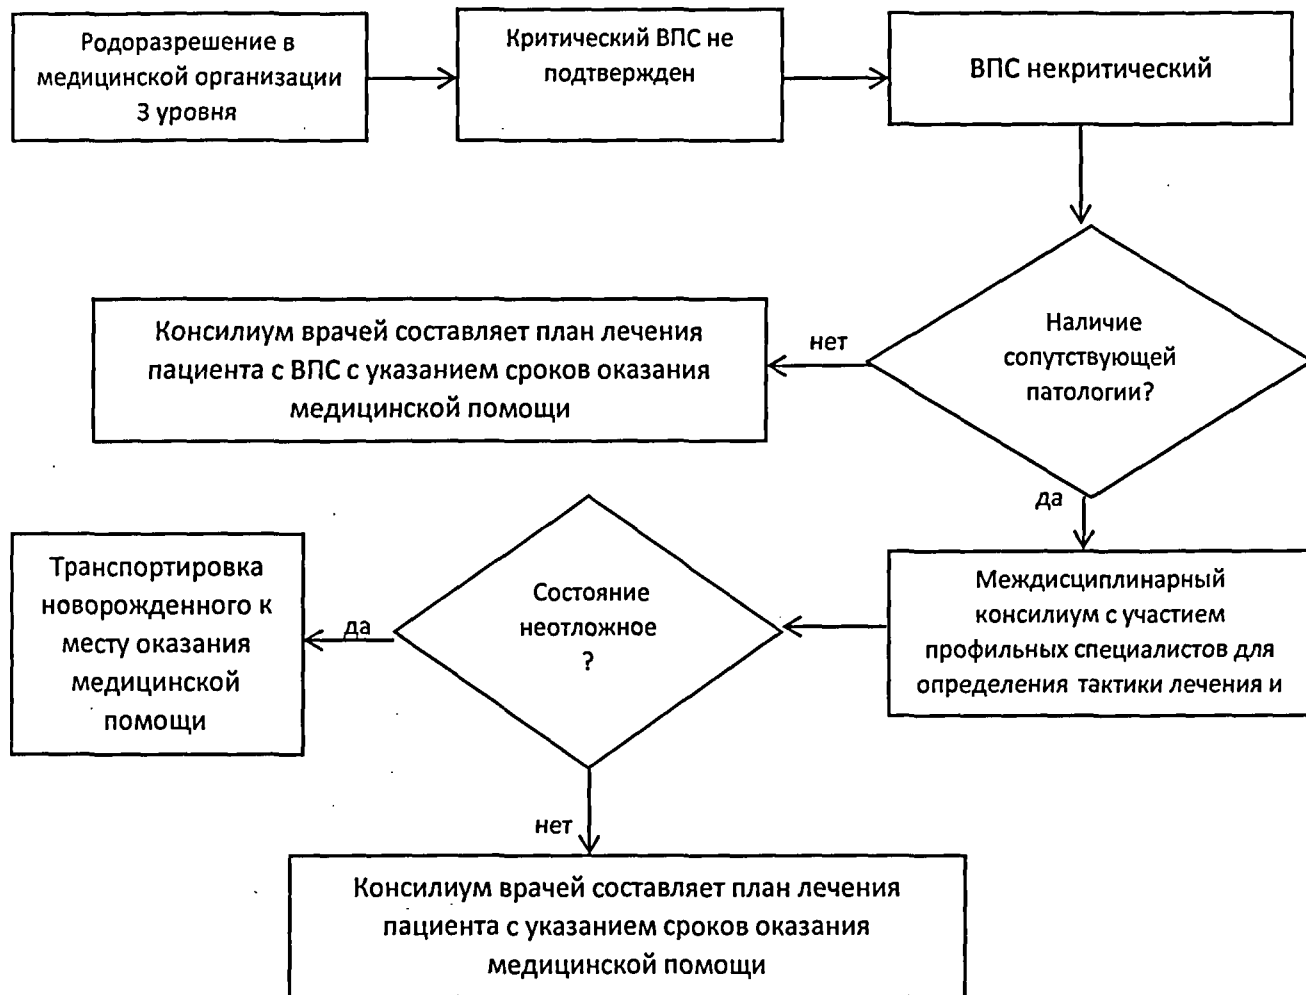 Родоразрешение в
медицинской организации
3 уровня
Критический ВПС не
подтвержден
ВПС некритический
Наличие
сопутствующей
патологии?
нет
Консилиум врачей составляет план лечения
пациента с ВПС с указанием сроков оказания
медицинской помощи
да
Междисциплинарный
консилиум с участием
профильных специалистов для
определения тактики лечения и
Состояние
неотложное
?
да
Транспортировка
новорожденного к
месту оказания
медицинской
помощи
нет
Консилиум врачей составляет план лечения
пациента с указанием сроков оказания
медицинской помощи